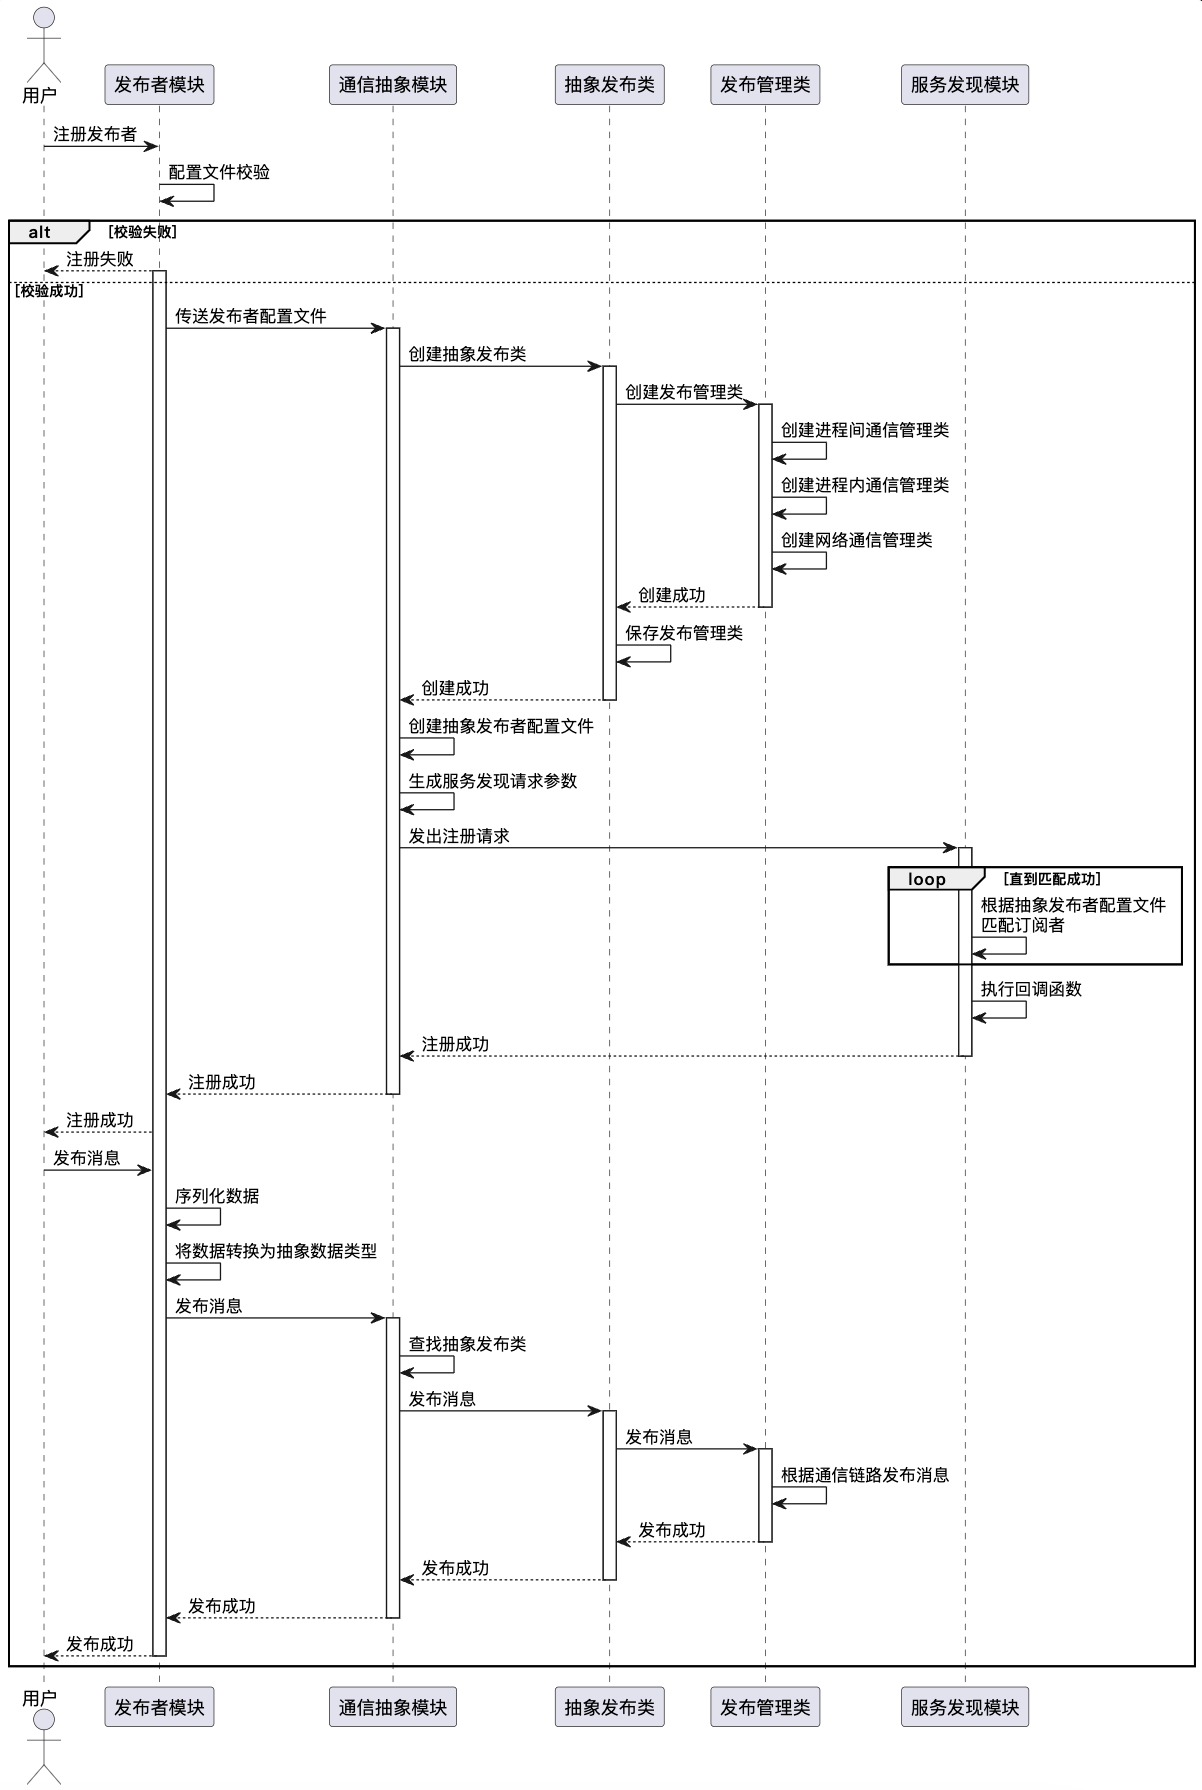 用户
发布者模块
通信抽象模块
抽象发布类
发布管理类
服务发现模块
注册发布者
配置文件校验
alt
[校验失败]
注册失败
[校验成功]
传送发布者配置文件
创建抽象发布类
创建发布管理类
创建进程间通信管理类
创建进程内通信管理类
创建网络通信管理类
创建成功
保存发布管理类
创建成功
创建抽象发布者配置文件
生成服务发现请求参数
发出注册请求
loop
[直到匹配成功]
根据抽象发布者配置文件
匹配订阅者
执行回调函数
注册成功
注册成功
注册成功
发布消息
序列化数据
将数据转换为抽象数据类型
发布消息
查找抽象发布类
发布消息
发布消息
根据通信链路发布消息
发布成功
发布成功
发布成功
发布成功
用户
发布者模块
通信抽象模块
抽象发布类
发布管理类
服务发现模块